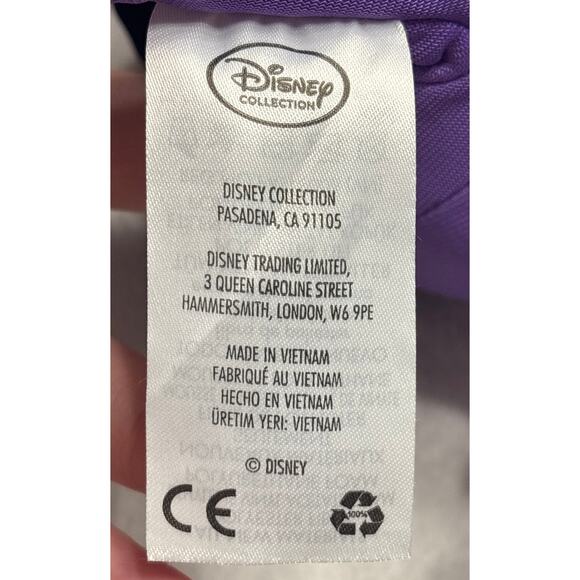 Disney
COLLECTION
DISNEY COLLECTION
PASADENA, CA 91105
DISNEY TRADING LIMITED,
3 QUEEN CAROLINE STREET
HAMMERSMITH, LONDON, W6 9PE
MADE IN VIETNAM
FABRIQUÉ AU VIETNAM
HECHO EN VIETNAM
ÜRETIM YERI: VIETNAM
© DISNEY
CE
100%